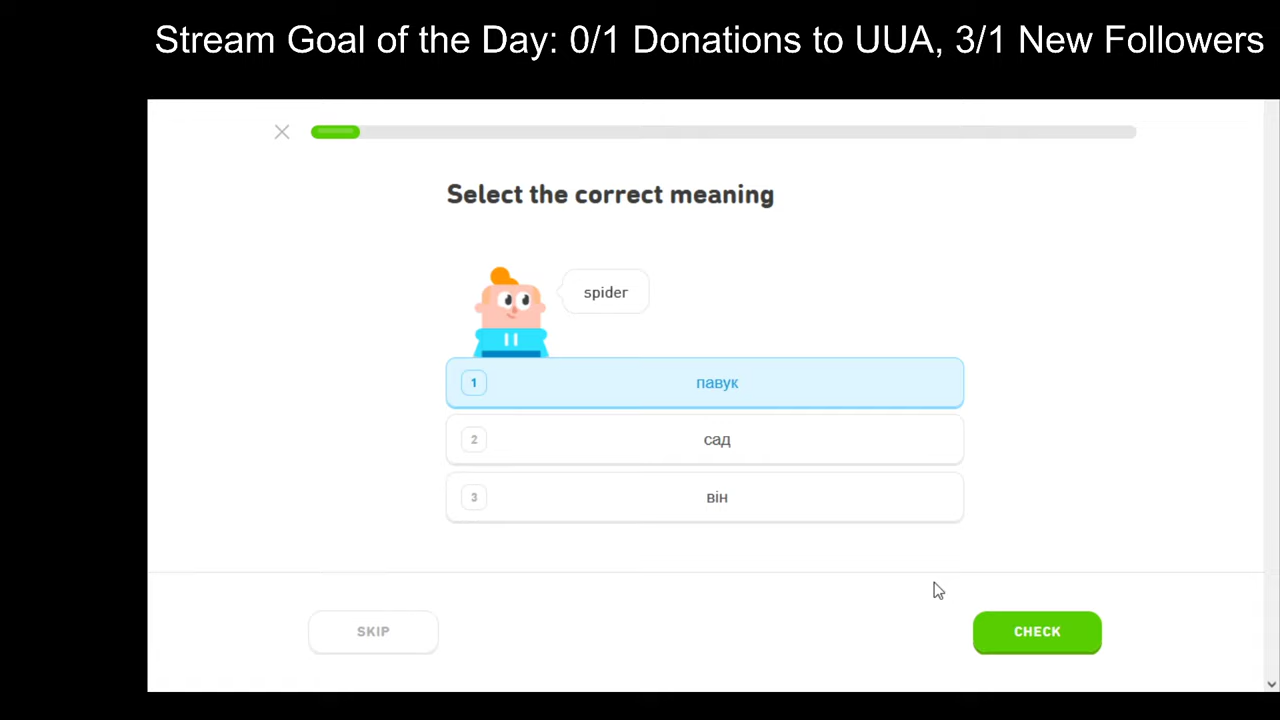 Stream Goal of the Day: 0/1 Donations to UUA, 3/1 New Followers
Select the correct meaning
spider
1 павук
2 сад
3 він
SKIP
CHECK